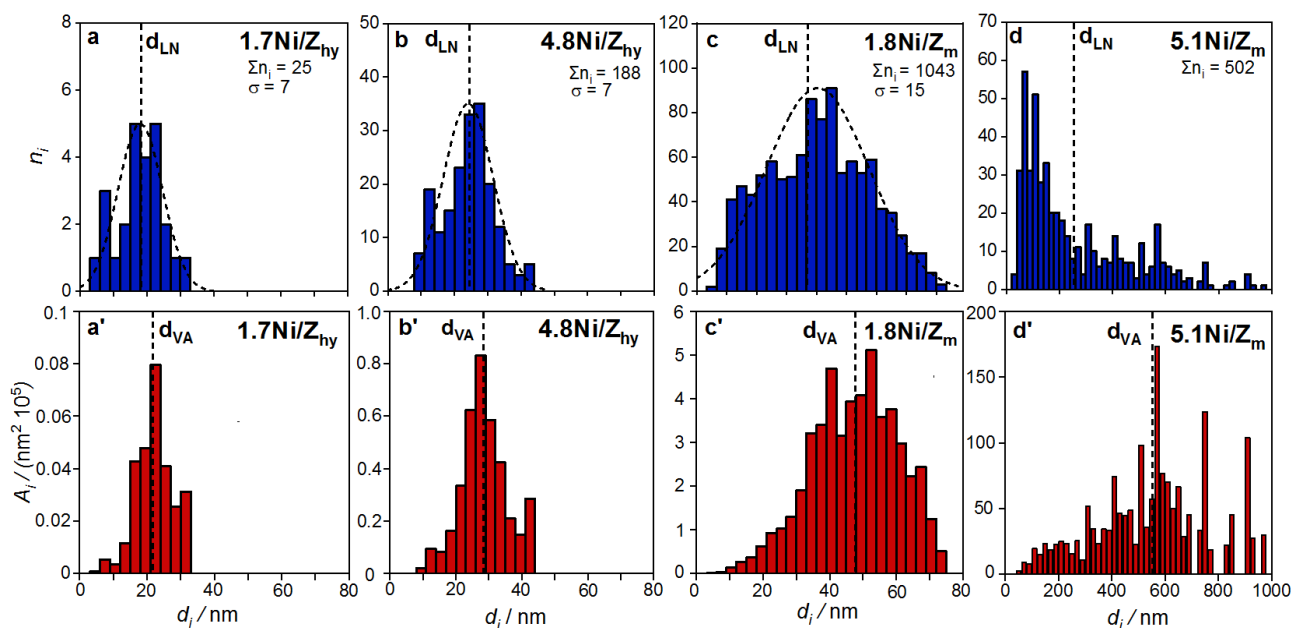 8
6
4
2
0
n_i
a
d_LN
1.7Ni/Z_hy
Σn_i = 25
σ = 7
35
30
25
20
15
10
5
0
b
d_LN
4.8Ni/Z_hy
Σn_i = 188
σ = 7
120
100
80
60
40
20
0
c
d_LN
1.8Ni/Z_m
Σn_i = 1043
σ = 15
70
60
50
40
30
20
10
0
d
d_LN
5.1Ni/Z_m
Σn_i = 502
0.1
0.08
0.06
0.04
0.02
0
A_i / (nm² 10⁵)
a'
d_VA
1.7Ni/Z_hy
0 20 40 60 80
d_i / nm
1.0
0.8
0.6
0.4
0.2
0.0
b'
d_VA
4.8Ni/Z_hy
0 20 40 60 80
d_i / nm
6
5
4
3
2
1
0
c'
d_VA
1.8Ni/Z_m
0 20 40 60 80
d_i / nm
200
150
100
50
0
d'
d_VA
5.1Ni/Z_m
0 200 400 600 800 1000
d_i / nm